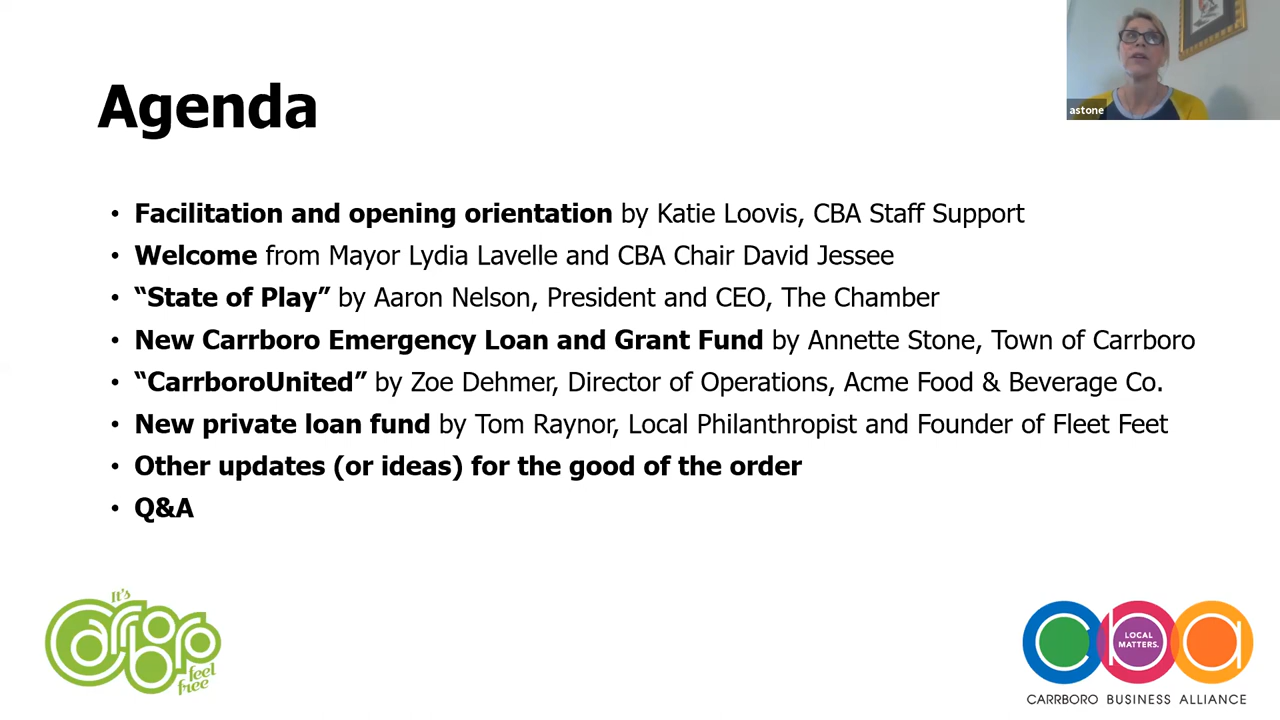 astone
Agenda
• Facilitation and opening orientation by Katie Loovis, CBA Staff Support
• Welcome from Mayor Lydia Lavelle and CBA Chair David Jessee
• “State of Play” by Aaron Nelson, President and CEO, The Chamber
• New Carrboro Emergency Loan and Grant Fund by Annette Stone, Town of Carrboro
• “CarrboroUnited” by Zoe Dehmer, Director of Operations, Acme Food & Beverage Co.
• New private loan fund by Tom Raynor, Local Philanthropist and Founder of Fleet Feet
• Other updates (or ideas) for the good of the order
• Q&A
It's
Carrboro
feel
free
cba
LOCAL
MATTERS.
CARRBORO BUSINESS ALLIANCE